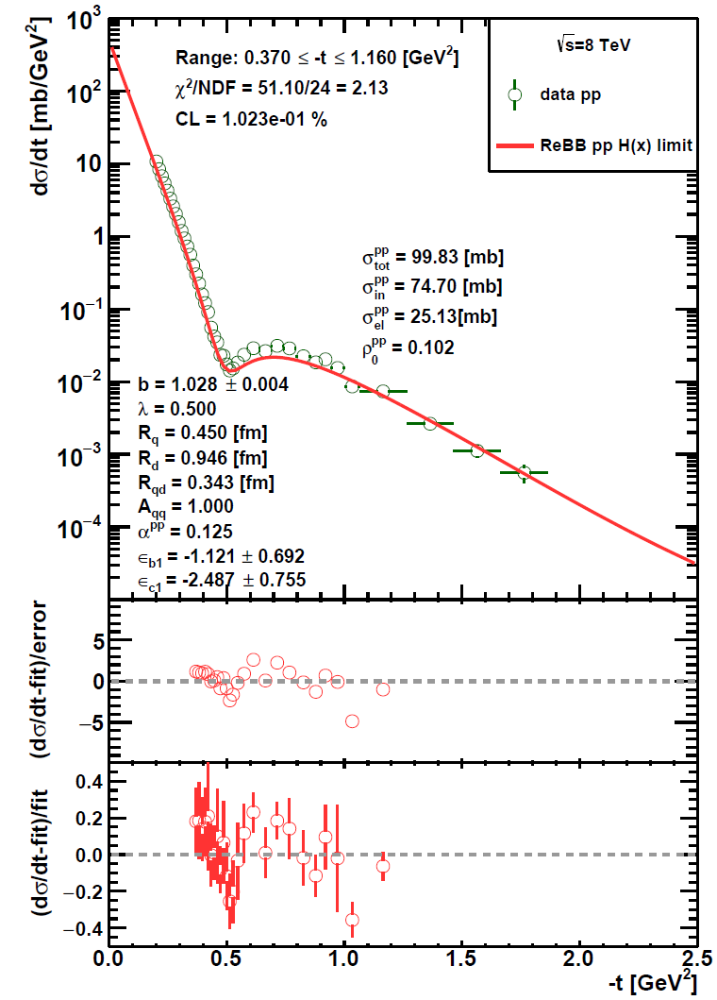 √s=8 TeV
data pp
ReBB pp H(x) limit
Range: 0.370 ≤ -t ≤ 1.160 [GeV²]
χ²/NDF = 51.10/24 = 2.13
CL = 1.023e-01 %
σ_tot^pp = 99.83 [mb]
σ_in^pp = 74.70 [mb]
σ_el^pp = 25.13[mb]
ρ_0^pp = 0.102
b = 1.028 ± 0.004
λ = 0.500
R_q = 0.450 [fm]
R_d = 0.946 [fm]
R_qd = 0.343 [fm]
A_qq = 1.000
α^pp = 0.125
ϵ_b1 = -1.121 ± 0.692
ϵ_c1 = -2.487 ± 0.755
dσ/dt [mb/GeV²]
10³
10²
10
1
10⁻¹
10⁻²
10⁻³
10⁻⁴
(dσ/dt-fit)/error
5
0
−5
(dσ/dt-fit)/fit
0.4
0.2
0.0
−0.2
−0.4
0.0 0.5 1.0 1.5 2.0 2.5
-t [GeV²]